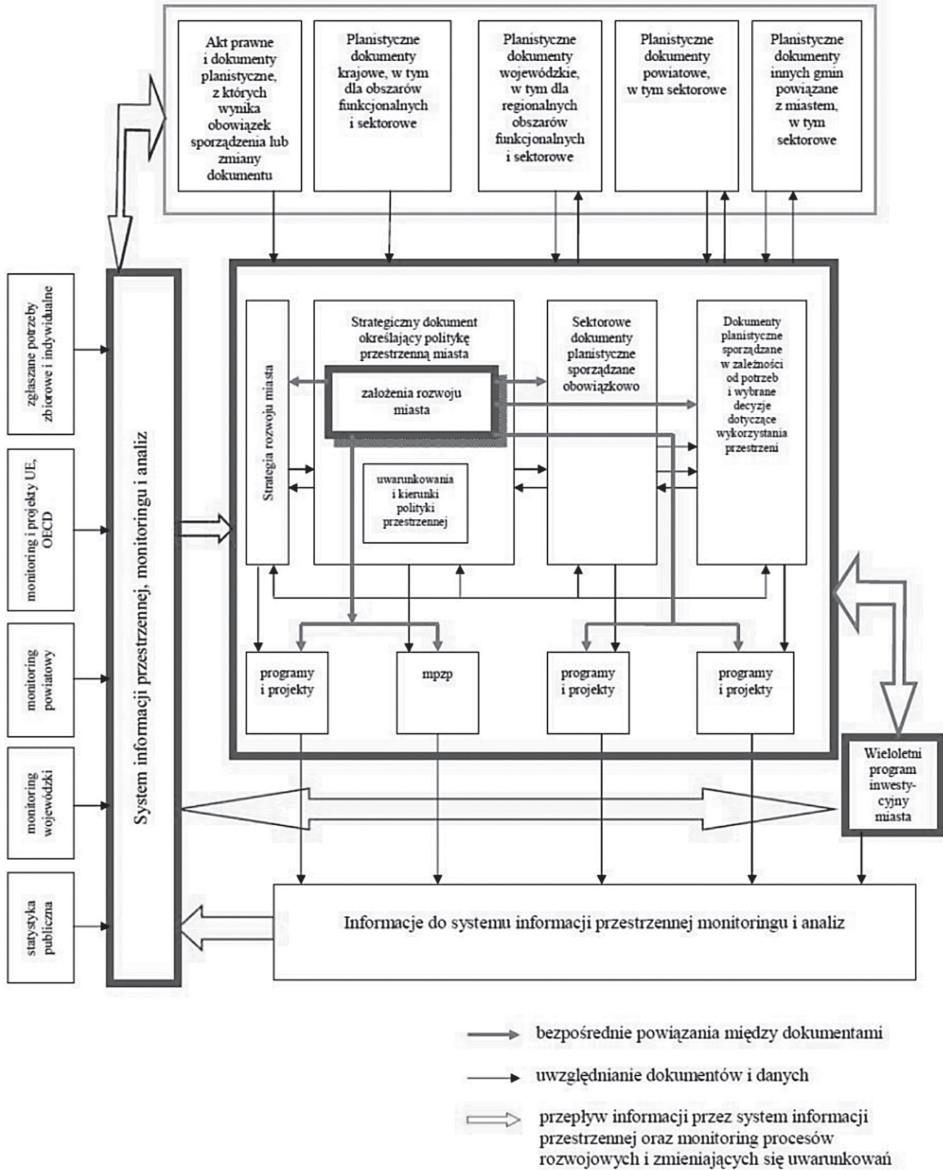 Akt prawne
i dokumenty
planistyczne,
z których
wynika
obowiązek
sporządzenia lub
zmiany
dokumentu
Planistyczne
dokumenty
krajowe, w tym
dla obszarów
funkcjonalnych
i sektorowe
Planistyczne
dokumenty
wojewódzkie,
w tym dla
regionalnych
obszarów
funkcjonalnych
i sektorowe
Planistyczne
dokumenty
powiatowe,
w tym sektorowe
Planistyczne
dokumenty
innych gmin
powiązane
z miastem,
w tym
sektorowe
zgłaszane potrzeby
zbiorowe i indywidualne
monitoring i projekty UE,
OECD
monitoring
powiatowy
monitoring
wojewódzki
statystyka
publiczna
System informacji przestrzennej, monitoringu i analiz
Strategia rozwoju miasta
Strategiczny dokument
określający politykę
przestrzenną miasta
założenia rozwoju
miasta
uwarunkowania
i kierunki
polityki
przestrzennej
Sektorowe
dokumenty
planistyczne
sporządzane
obowiązkowo
Dokumenty
planistyczne
sporządzane
w zależności
od potrzeb
i wybrane
decyzje
dotyczące
wykorzystania
przestrzeni
programy
i projekty
mpzp
programy
i projekty
programy
i projekty
Wieloletni
program
inwesty-
cyjny
miasta
Informacje do systemu informacji przestrzennej monitoringu i analiz
bezpośrednie powiązania między dokumentami
uwzględnianie dokumentów i danych
przepływ informacji przez system informacji
przestrzennej oraz monitoring procesów
rozwojowych i zmieniających się uwarunkowań